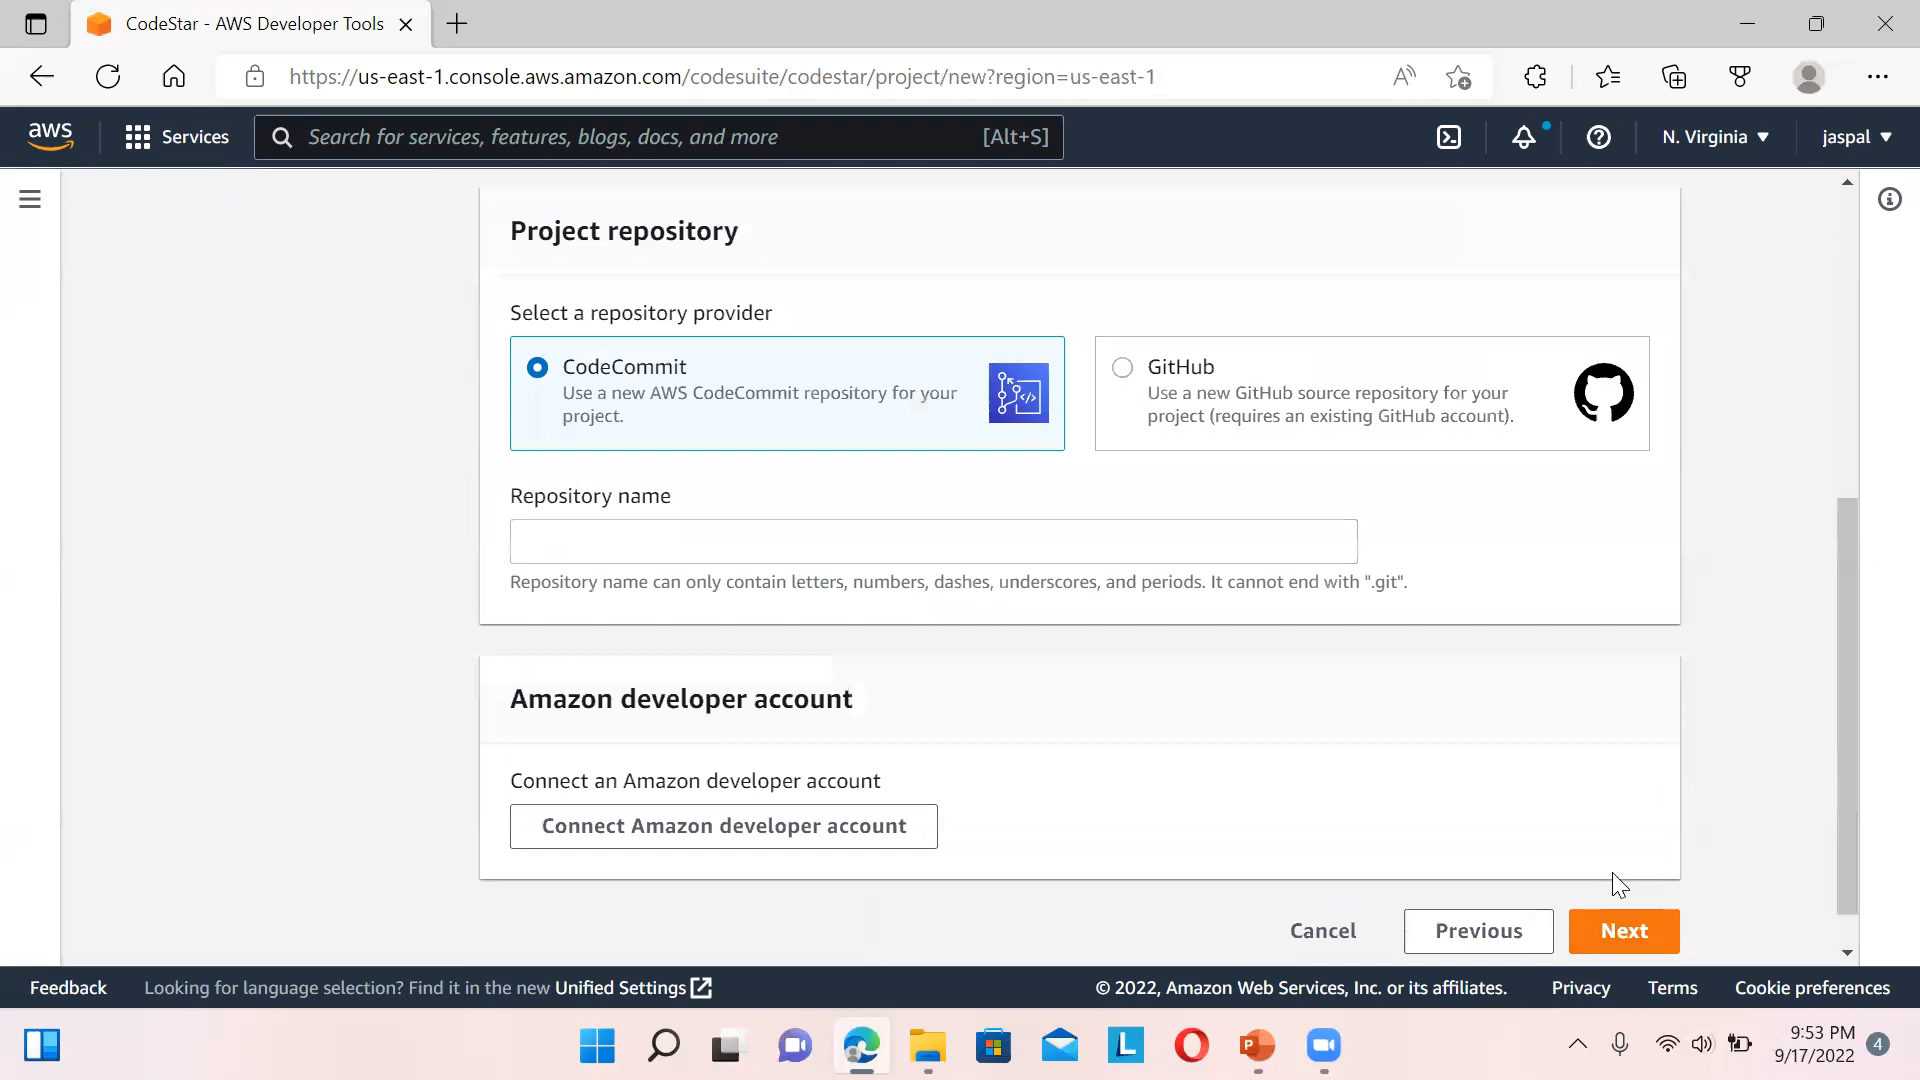 CodeStar - AWS Developer Tools
https://us-east-1.console.aws.amazon.com/codesuite/codestar/project/new?region=us-east-1
aws
Services
Search for services, features, blogs, docs, and more [Alt+S]
N. Virginia
jaspal
Project repository
Select a repository provider
CodeCommit
Use a new AWS CodeCommit repository for your
project.
GitHub
Use a new GitHub source repository for your
project (requires an existing GitHub account).
Repository name
Repository name can only contain letters, numbers, dashes, underscores, and periods. It cannot end with ".git".
Amazon developer account
Connect an Amazon developer account
Connect Amazon developer account
Cancel
Previous
Next
Feedback
Looking for language selection? Find it in the new Unified Settings
© 2022, Amazon Web Services, Inc. or its affiliates.
Privacy
Terms
Cookie preferences
L
P
9:53 PM
9/17/2022
4